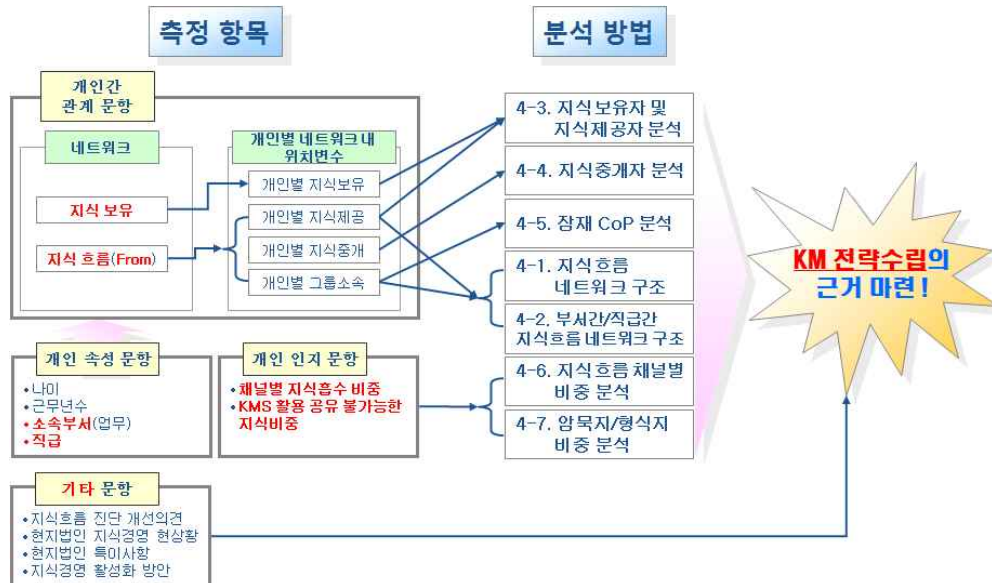 측정 항목
분석 방법
개인간
관계 문항
네트워크
지식 보유
지식 흐름(From)
개인별 네트워크 내
위치변수
개인별 지식보유
개인별 지식제공
개인별 지식중개
개인별 그룹소속
4-3. 지식 보유자 및
지식 제공자 분석
4-4. 지식중개자 분석
4-5. 잠재 CoP 분석
4-1. 지식 흐름
네트워크 구조
4-2. 부서간/직급간
지식흐름 네트워크 구조
4-6. 지식 흐름 채널별
비중 분석
4-7. 암묵지/형식지
비중 분석
KM 전략수립의
근거 마련 !
개인 속성 문항
•나이
•근무년수
•소속부서(업무)
•직급
개인 인지 문항
•채널별 지식흡수 비중
•KMS 활용 공유 불가능한
지식비중
기타 문항
•지식흐름 진단 개선의견
•현지법인 지식경영 현상황
•현지법인 특이사항
•지식경영 활성화 방안